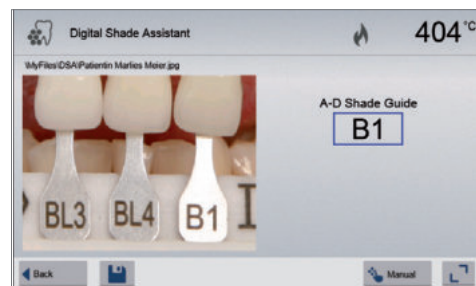 Digital Shade Assistant
404 °C
\MyFiles\DSA\Patientin Marlies Meier.jpg
A-D Shade Guide
B1
BL3 BL4 B1
Back
Manual